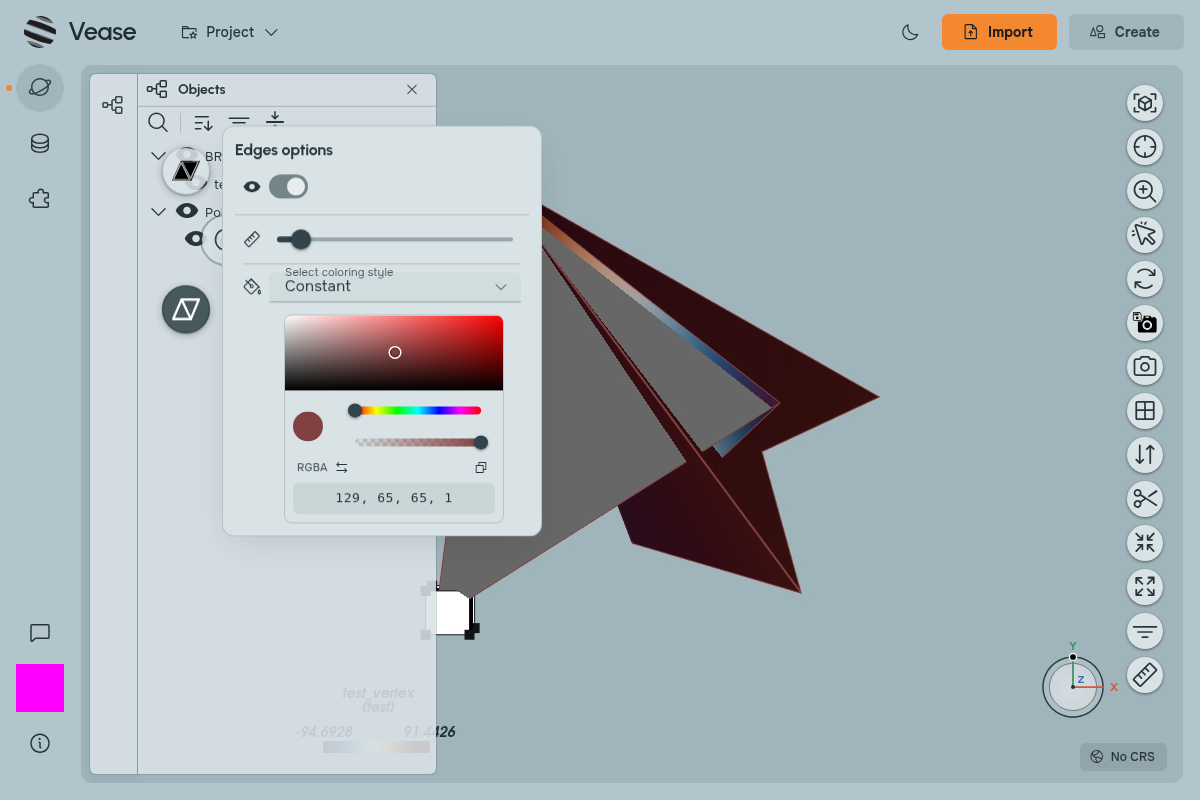 Vease
Project
Import
Create
Objects
BR
te
Po
Edges options
Select coloring style
Constant
RGBA
129, 65, 65, 1
test_vertex
(test)
-94.6928
91.4426
Y
Z
X
No CRS